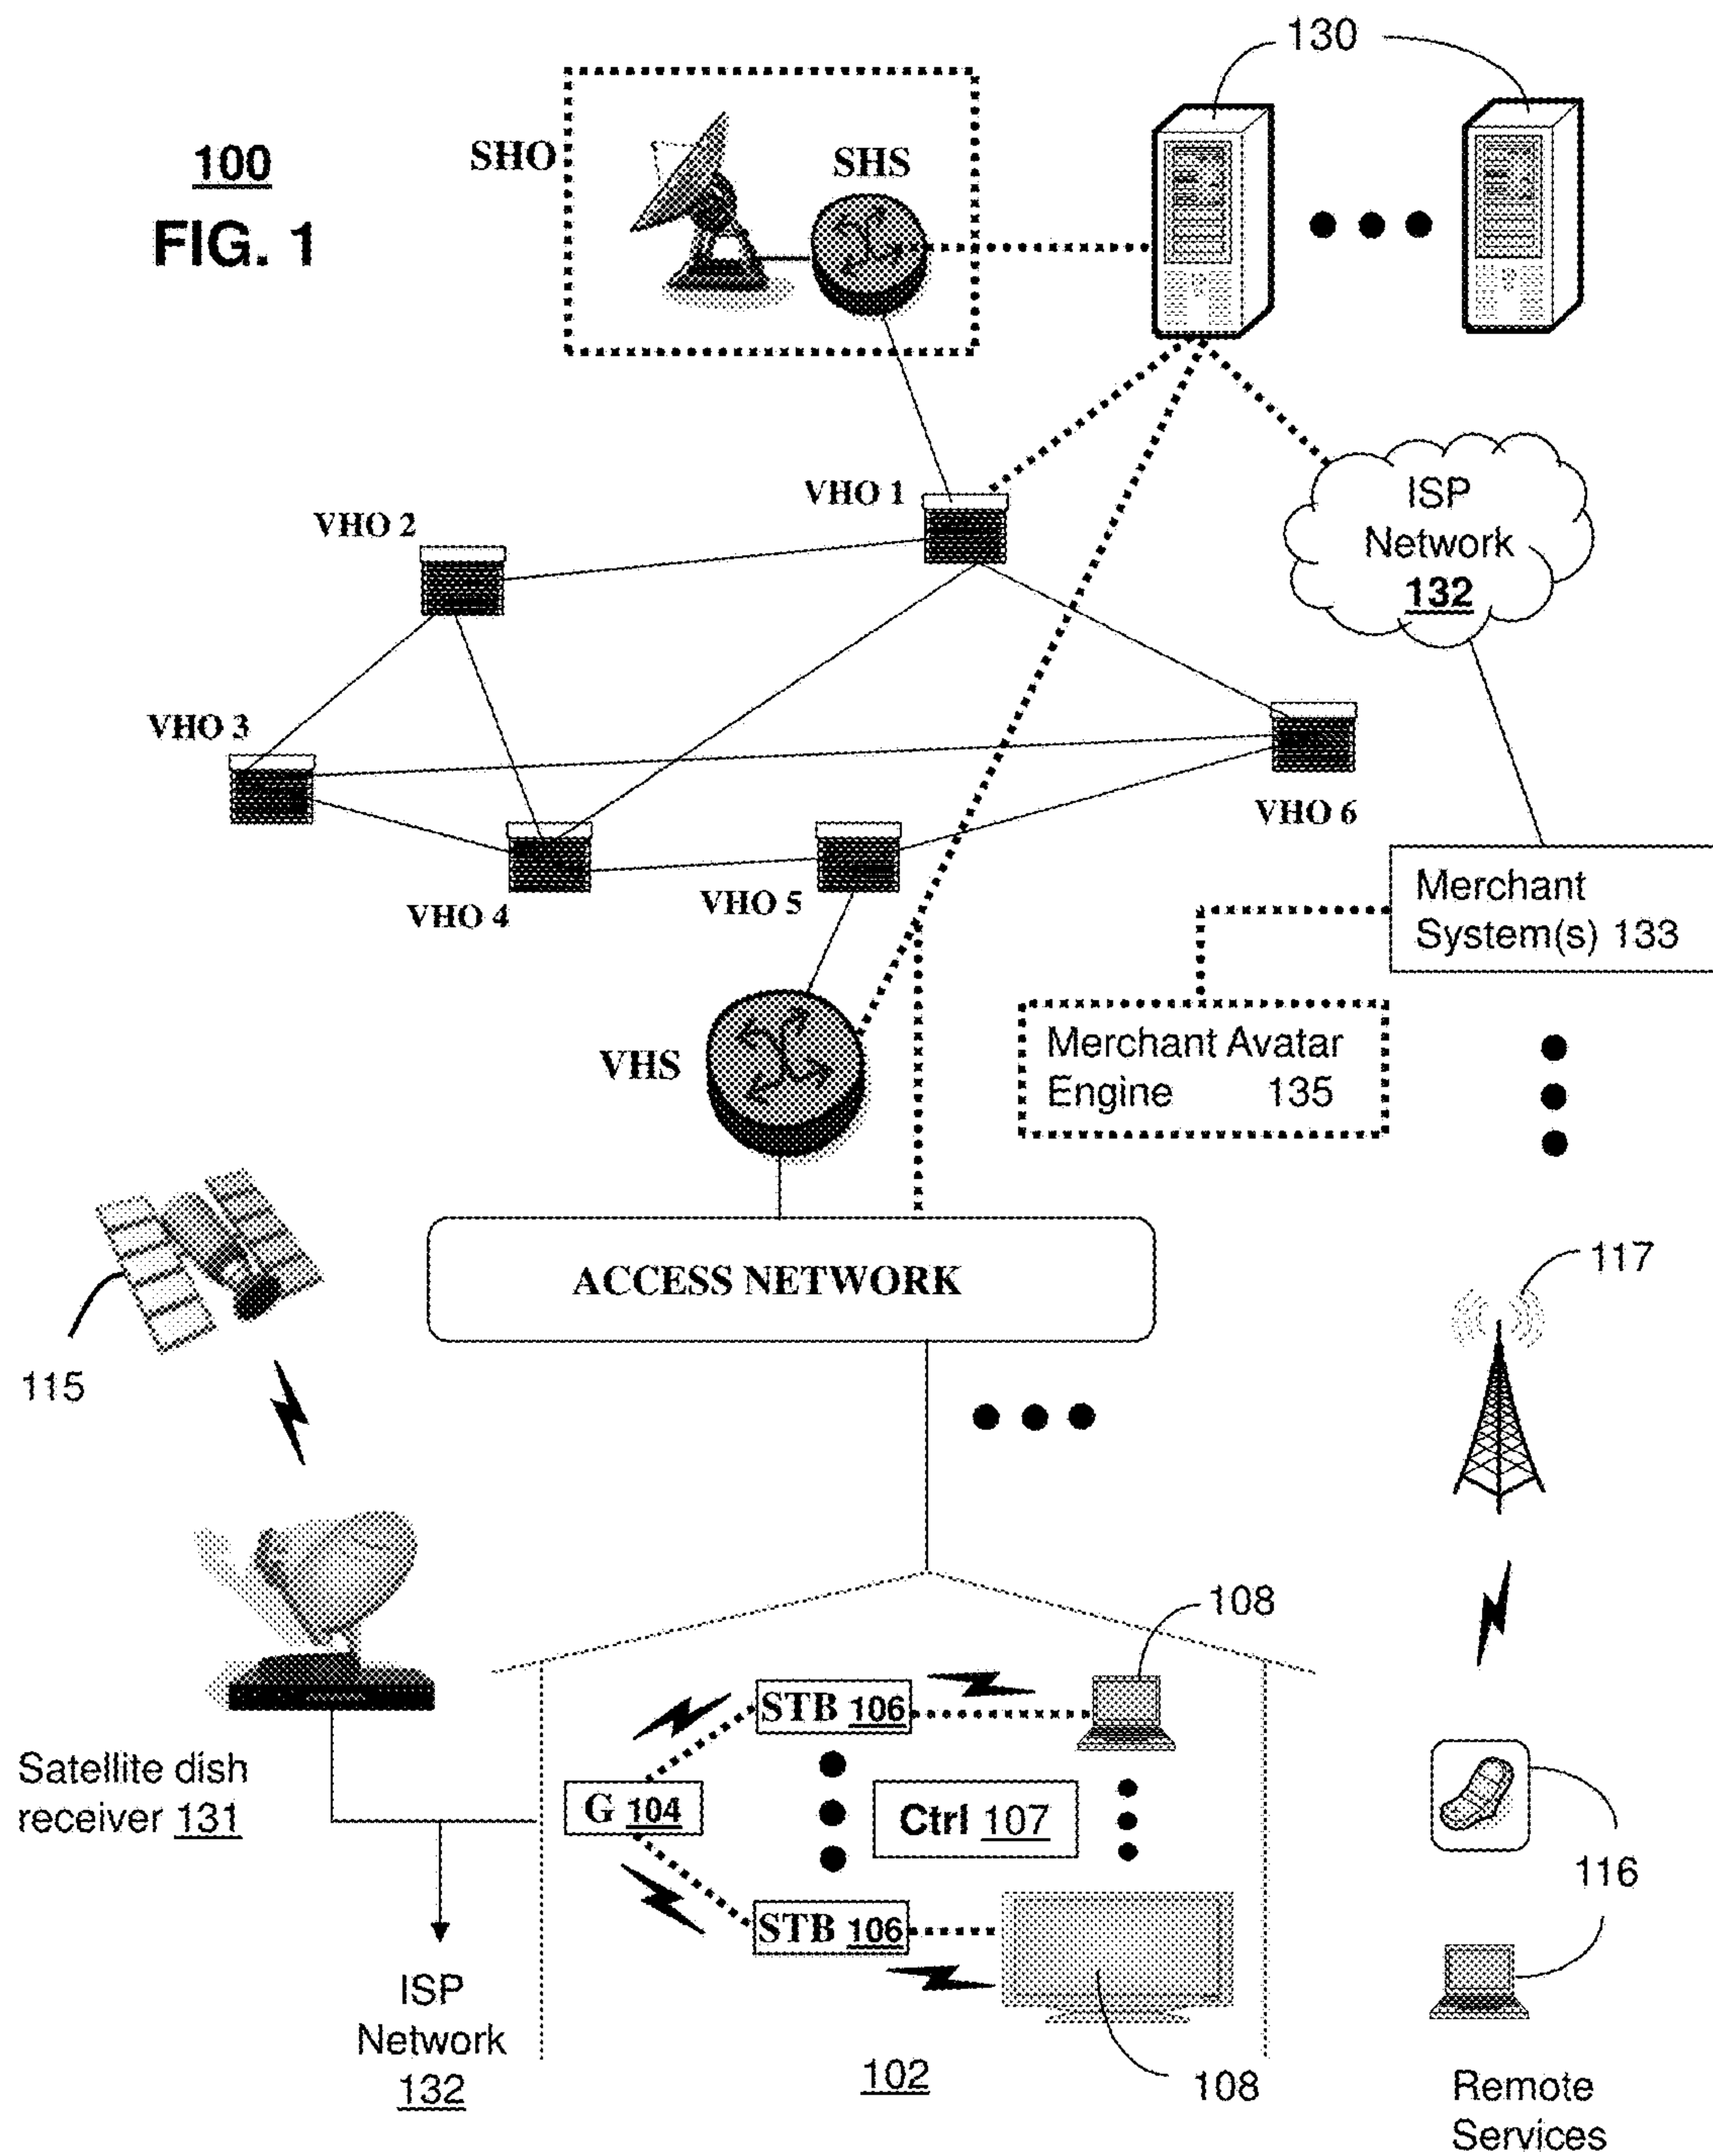 130
100
FIG. 1
SHO
SHS
VHO 1
VHO 2
ISP
Network
132
VHO 3
VHO 6
VHO 4
VHO 5
Merchant
System(s) 133
VHS
Merchant Avatar
Engine 135
ACCESS NETWORK
117
115
108
STB 106
Satellite dish
receiver 131
G 104
Ctrl 107
116
STB 106
ISP
Network
132
102
108
Remote
Services